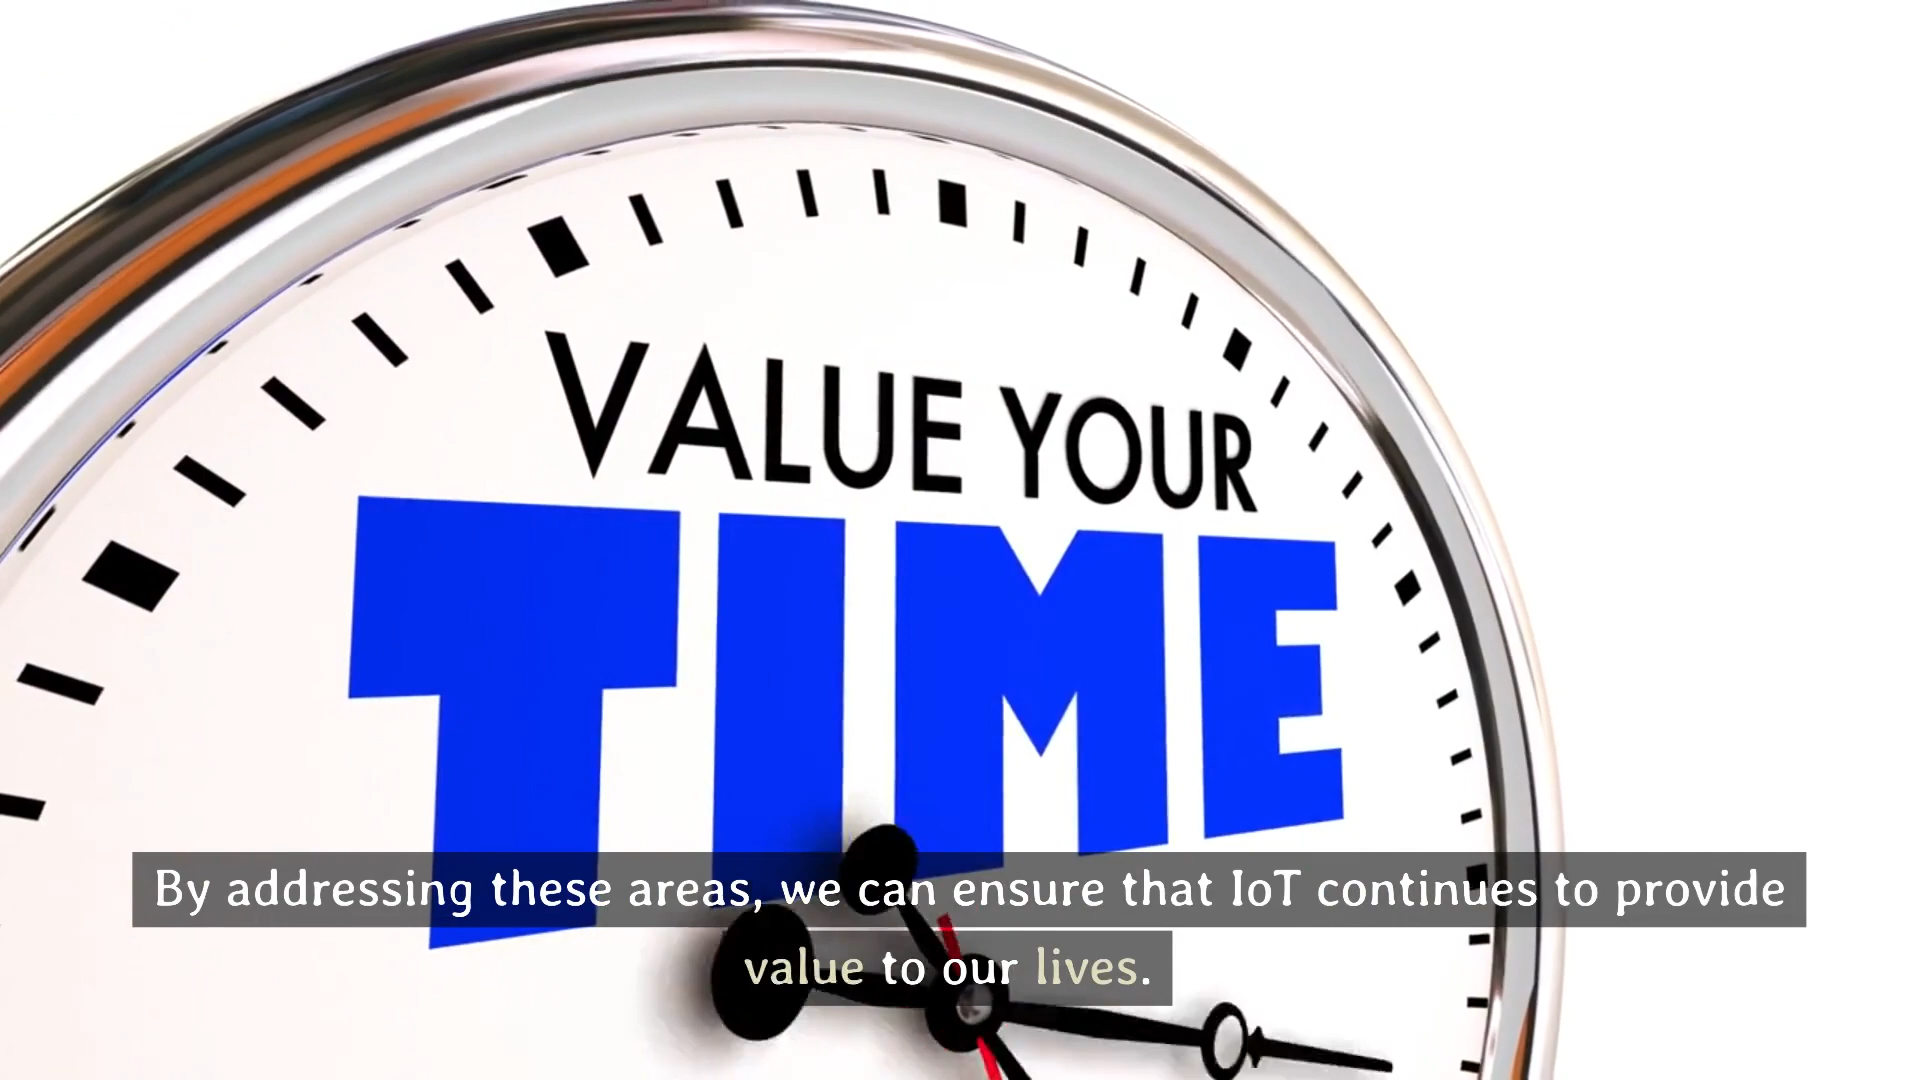 VALUE YOUR
TIME
By addressing these areas, we can ensure that IoT continues to provide
value to our lives.